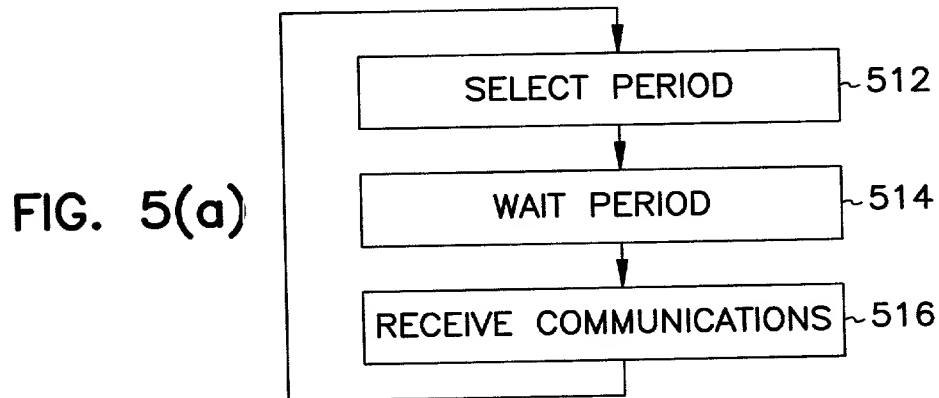 SELECT PERIOD 512
WAIT PERIOD 514
FIG. 5(a)
RECEIVE COMMUNICATIONS 516